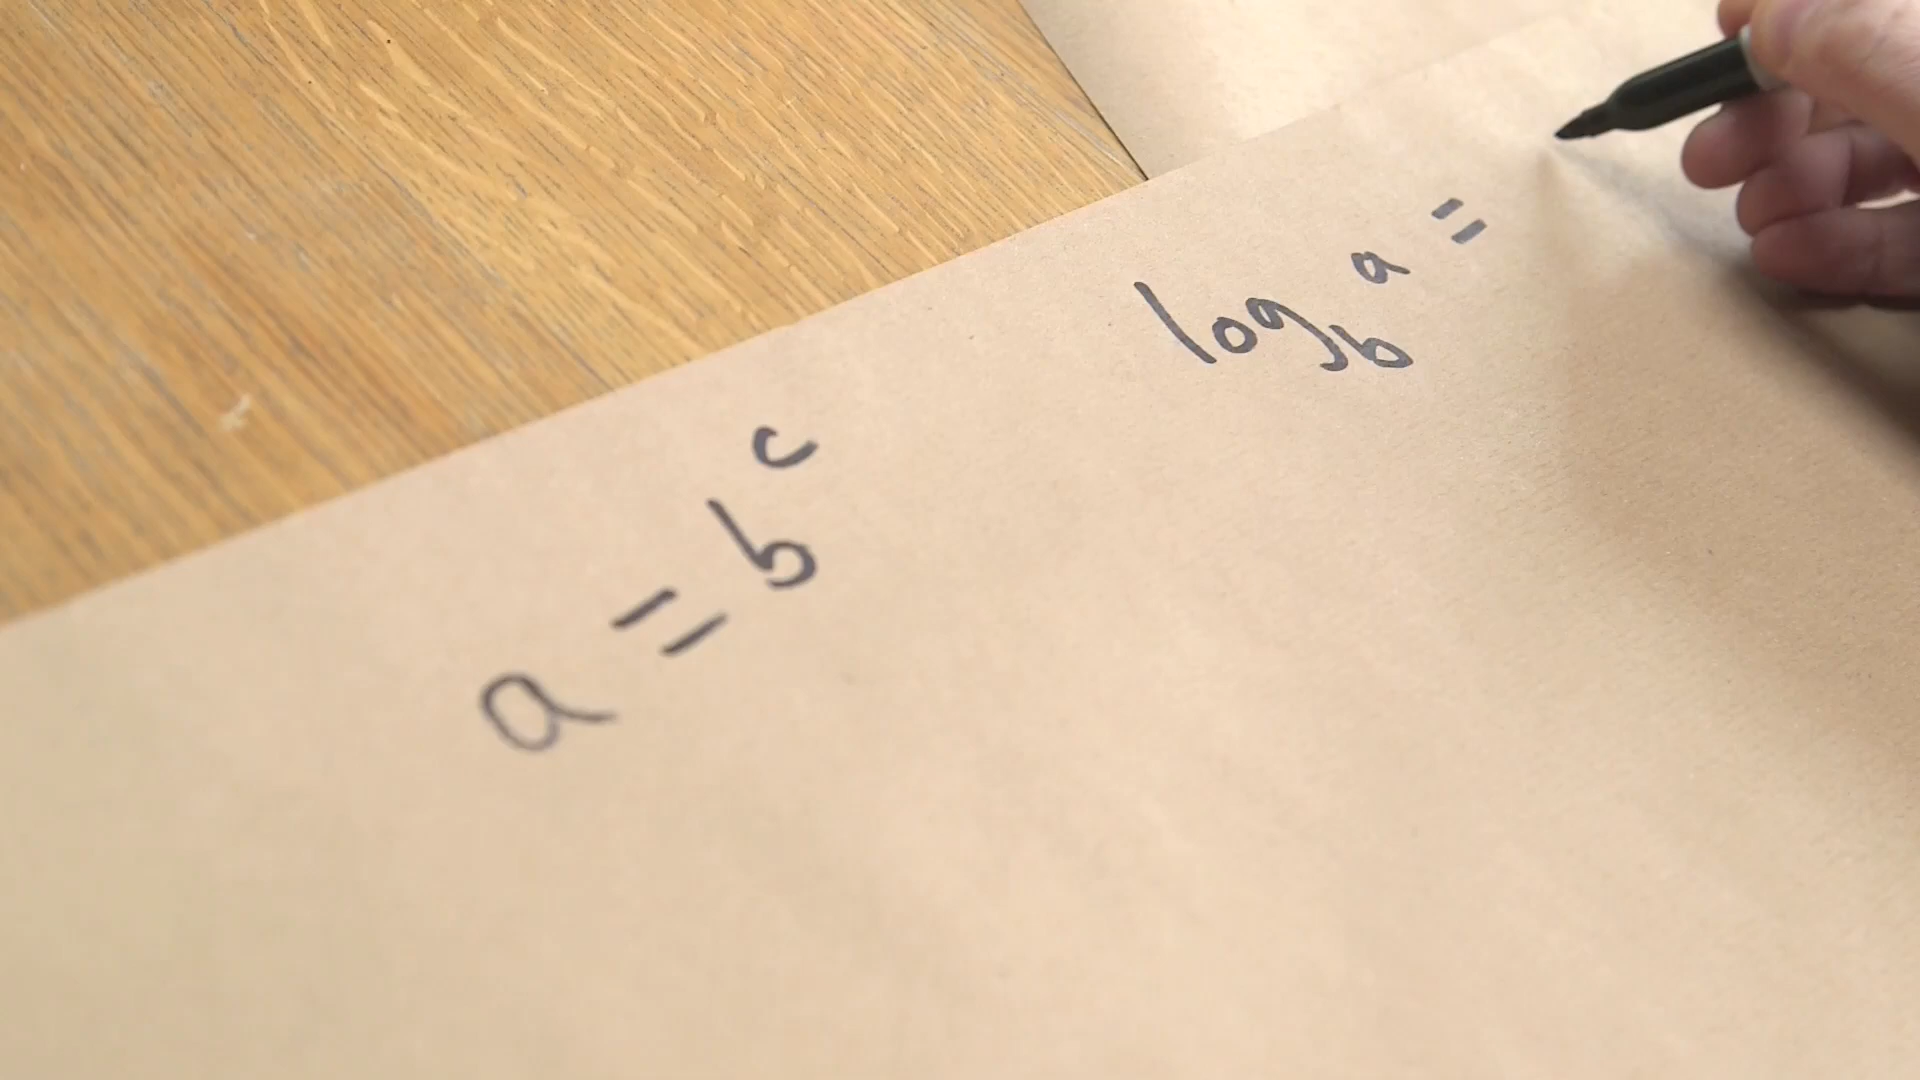 a = b^c
log_b a =